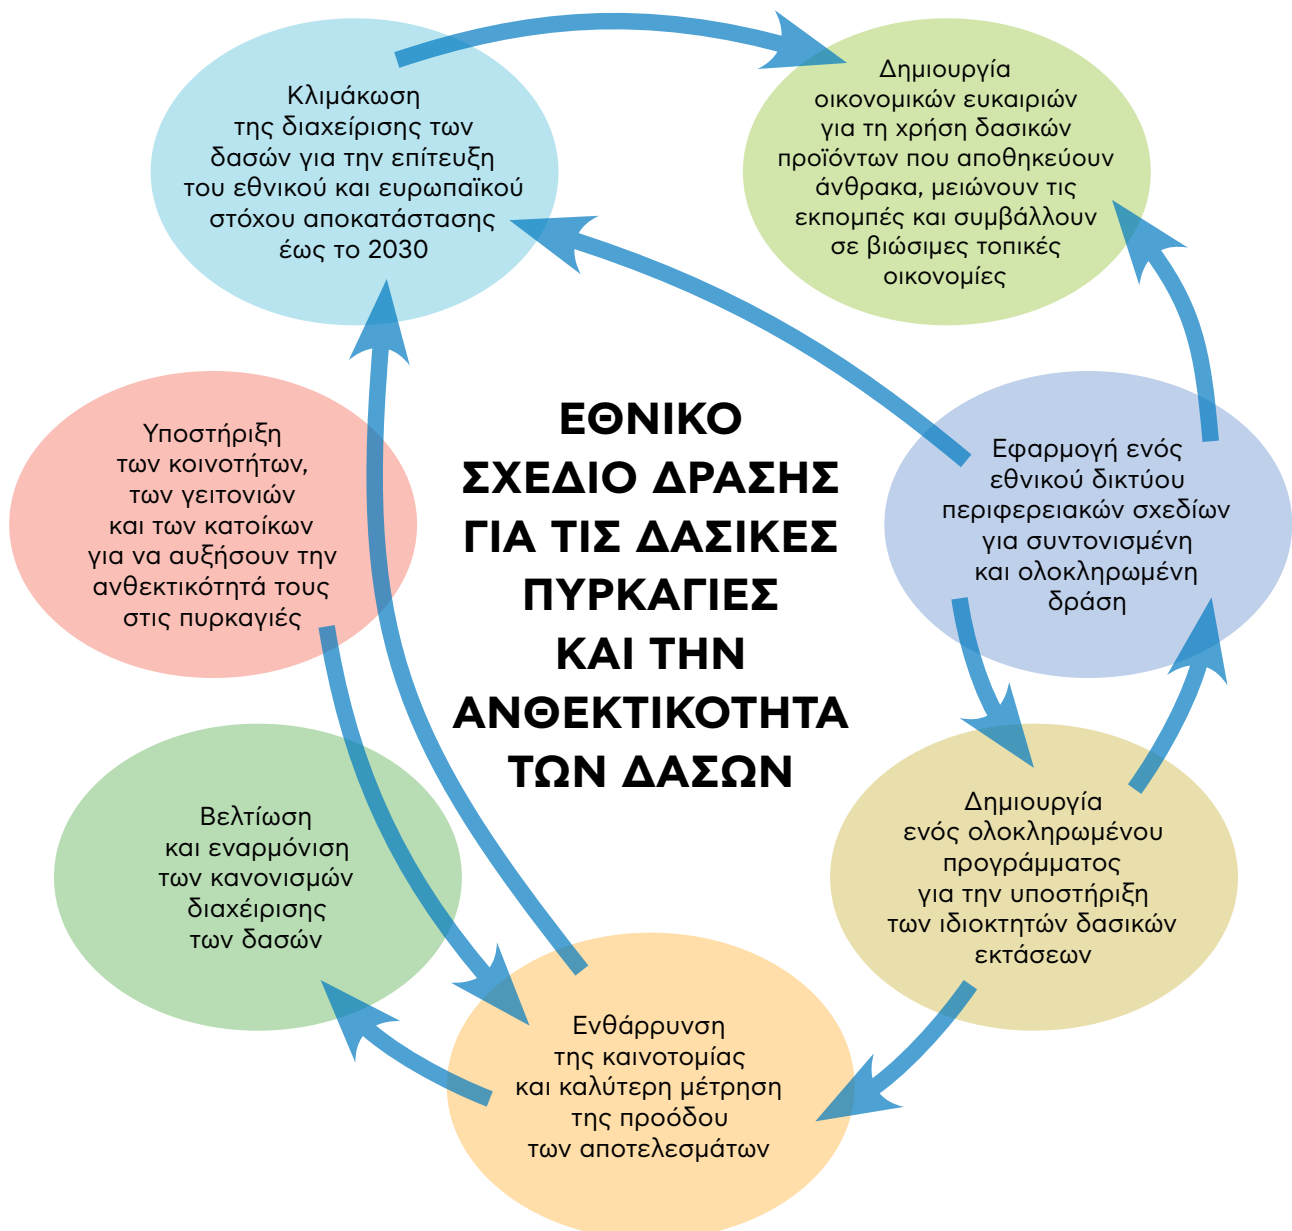 Κλιμάκωση
της διαχείρισης των
δασών για την επίτευξη
του εθνικού και ευρωπαϊκού
στόχου αποκατάστασης
έως το 2030
Δημιουργία
οικονομικών ευκαιριών
για τη χρήση δασικών
προϊόντων που αποθηκεύουν
άνθρακα, μειώνουν τις
εκπομπές και συμβάλλουν
σε βιώσιμες τοπικές
οικονομίες
Υποστήριξη
των κοινοτήτων,
των γειτονιών
και των κατοίκων
για να αυξήσουν την
ανθεκτικότητά τους
στις πυρκαγιές
ΕΘΝΙΚΟ
ΣΧΕΔΙΟ ΔΡΑΣΗΣ
ΓΙΑ ΤΙΣ ΔΑΣΙΚΕΣ
ΠΥΡΚΑΓΙΕΣ
ΚΑΙ ΤΗΝ
ΑΝΘΕΚΤΙΚΟΤΗΤΑ
ΤΩΝ ΔΑΣΩΝ
Εφαρμογή ενός
εθνικού δικτύου
περιφερειακών σχεδίων
για συντονισμένη
και ολοκληρωμένη
δράση
Βελτίωση
και εναρμόνιση
των κανονισμών
διαχέιρισης
των δασών
Δημιουργία
ενός ολοκληρωμένου
προγράμματος
για την υποστήριξη
των ιδιοκτητών δασικών
εκτάσεων
Ενθάρρυνση
της καινοτομίας
και καλύτερη μέτρηση
της προόδου
των αποτελεσμάτων